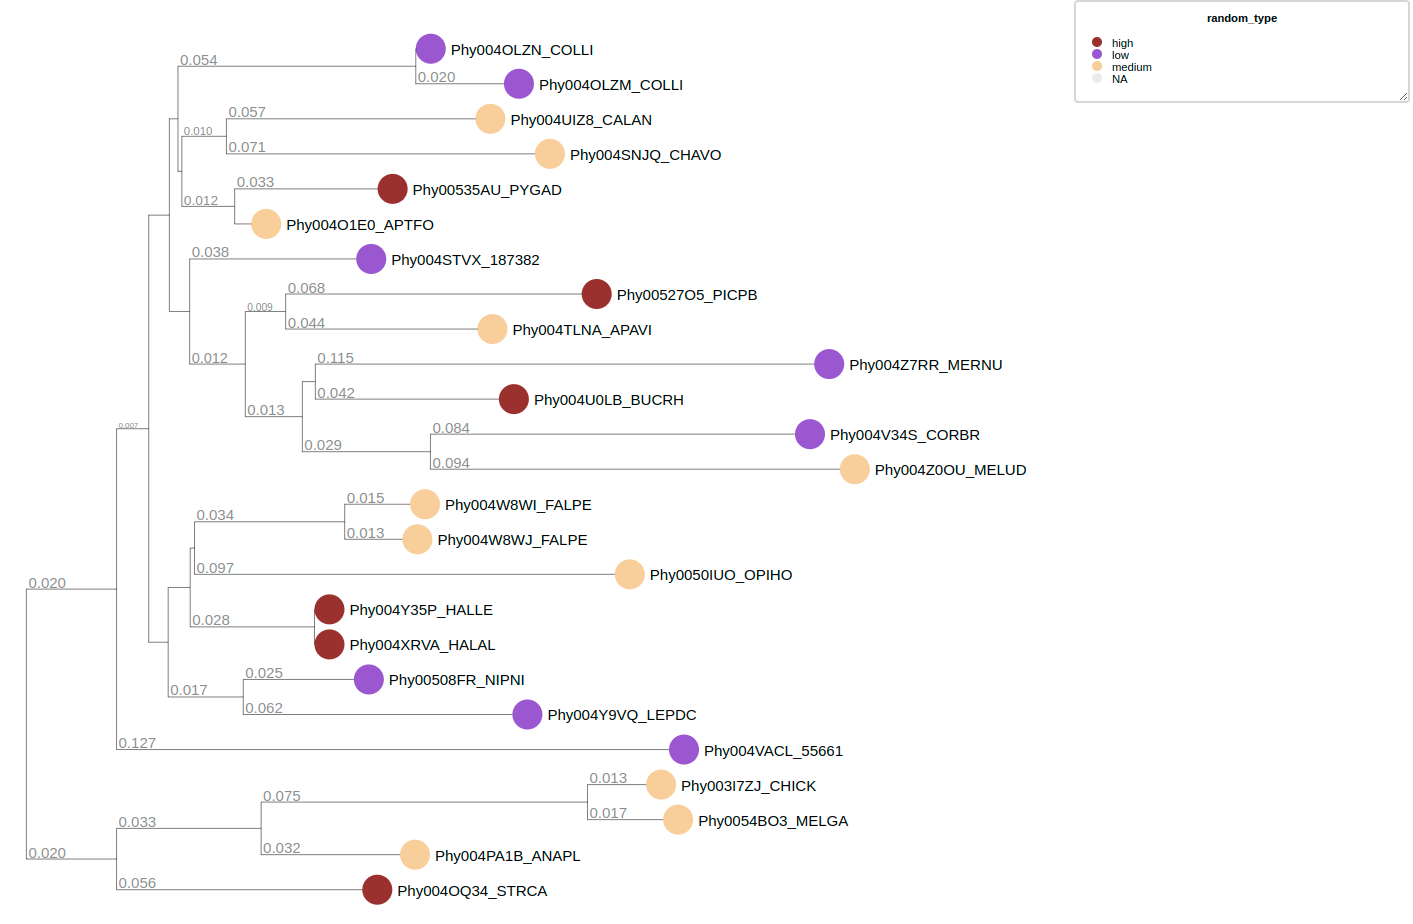 random_type
high
low
medium
NA
Phy004OLZN_COLLI
0.054
0.020
Phy004OLZM_COLLI
0.057
Phy004UIZ8_CALAN
0.010
0.071
Phy004SNJQ_CHAVO
0.033
Phy00535AU_PYGAD
0.012
Phy004O1E0_APTFO
0.038
Phy004STVX_187382
0.068
Phy00527O5_PICPB
0.009
0.044
Phy004TLNA_APAVI
0.012
0.115
Phy004Z7RR_MERNU
0.042
Phy004U0LB_BUCRH
0.013
0.084
Phy004V34S_CORBR
0.007
0.029
0.094
Phy004Z0OU_MELUD
0.015
Phy004W8WI_FALPE
0.034
0.013
Phy004W8WJ_FALPE
0.097
Phy0050IUO_OPIHO
0.020
Phy004Y35P_HALLE
0.028
Phy004XRVA_HALAL
0.025
Phy00508FR_NIPNI
0.017
0.062
Phy004Y9VQ_LEPDC
0.127
Phy004VACL_55661
0.013
Phy003I7ZJ_CHICK
0.075
0.017
Phy0054BO3_MELGA
0.033
0.032
Phy004PA1B_ANAPL
0.020
0.056
Phy004OQ34_STRCA